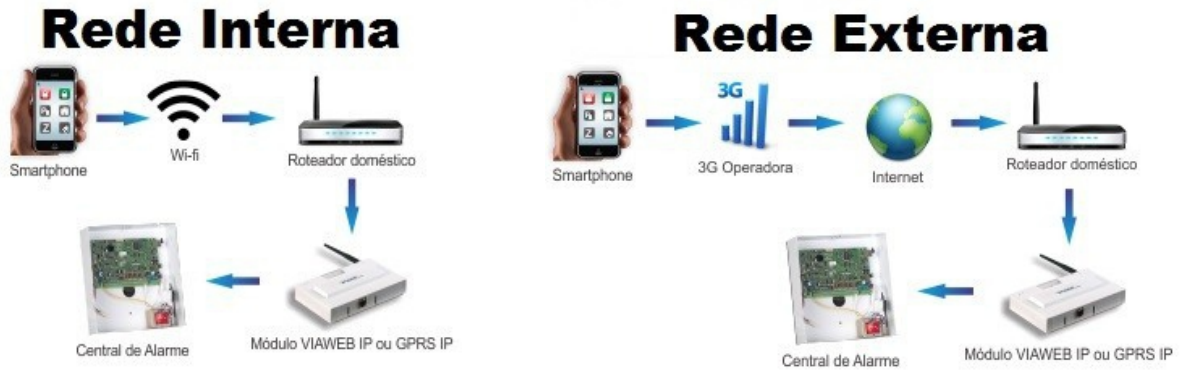 Rede Interna
Smartphone
Wi-fi
Roteador doméstico
Central de Alarme
Módulo VIAWEB IP ou GPRS IP
Rede Externa
Smartphone
3G
3G Operadora
Internet
Roteador doméstico
Central de Alarme
Módulo VIAWEB IP ou GPRS IP